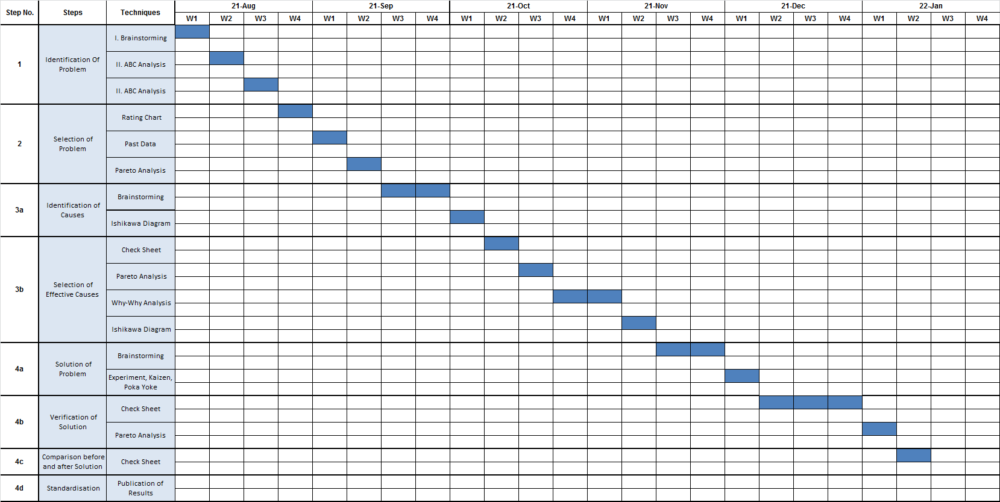 Step No. Steps Techniques 21-Aug 21-Sep 21-Oct 21-Nov 21-Dec 22-Jan
W1 W2 W3 W4 W1 W2 W3 W4 W1 W2 W3 W4 W1 W2 W3 W4 W1 W2 W3 W4 W1 W2 W3 W4
1
Identification Of
Problem
I. Brainstorming
II. ABC Analysis
II. ABC Analysis
2
Selection of
Problem
Rating Chart
Past Data
Pareto Analysis
3a
Identification of
Causes
Brainstorming
Ishikawa Diagram
3b
Selection of
Effective Causes
Check Sheet
Pareto Analysis
Why-Why Analysis
Ishikawa Diagram
4a
Solution of
Problem
Brainstorming
Experiment, Kaizen,
Poka Yoke
4b
Verification of
Solution
Check Sheet
Pareto Analysis
4c
Comparison before
and after Solution
Check Sheet
4d
Standardisation
Publication of
Results